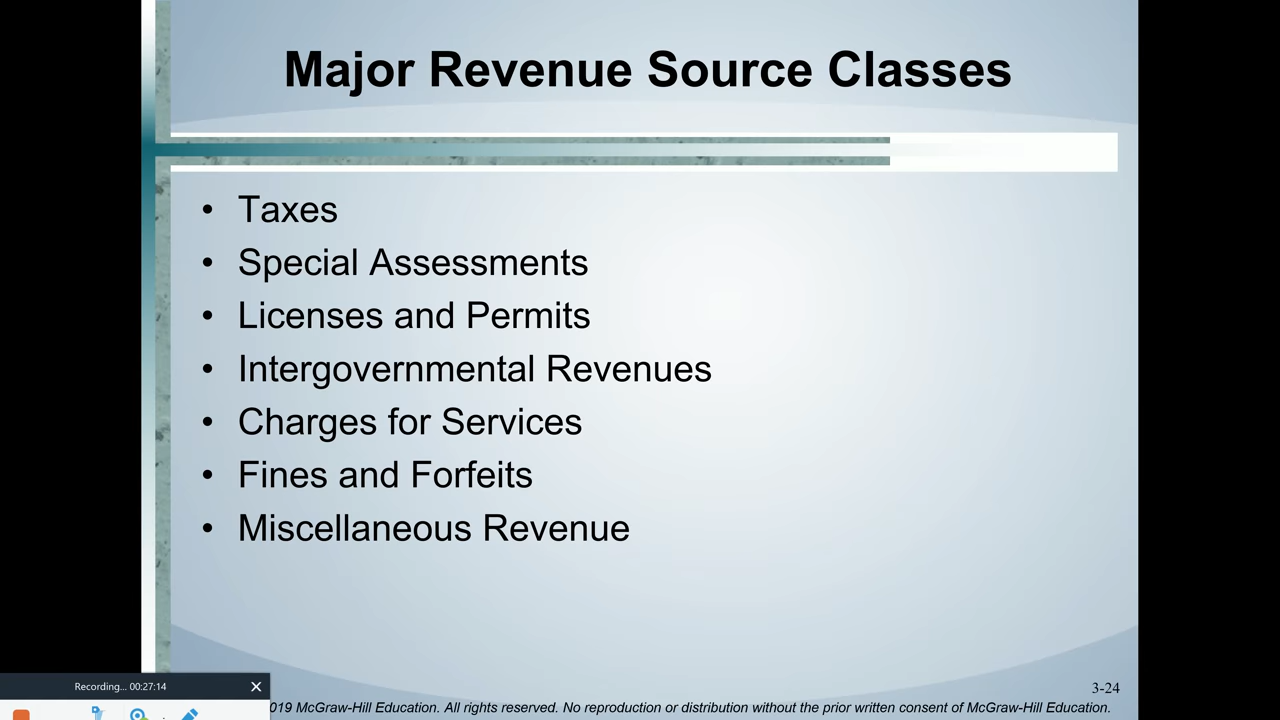 Major Revenue Source Classes
• Taxes
• Special Assessments
• Licenses and Permits
• Intergovernmental Revenues
• Charges for Services
• Fines and Forfeits
• Miscellaneous Revenue
Recording... 00:27:14
3-24
019 McGraw-Hill Education. All rights reserved. No reproduction or distribution without the prior written consent of McGraw-Hill Education.